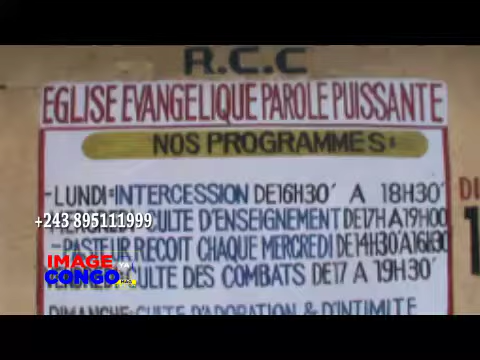 R.C.C
EGLISE EVANGELIQUE PAROLE PUISSANTE
NOS PROGRAMMES:
-LUNDI:INTERCESSION DE 16H30' A 18H30'
+243 895111999
CULTE D'ENSEIGNEMENT DE 17H A 19H00
-PASTEUR RECOIT CHAQUE MERCREDI DE 14H30'A 16H30
IMAGE
CONGO
CULTE DES COMBATS DE 17 A 19H30'
DIMANCHE: CULTE D'ADORATION & D'INTIMITE